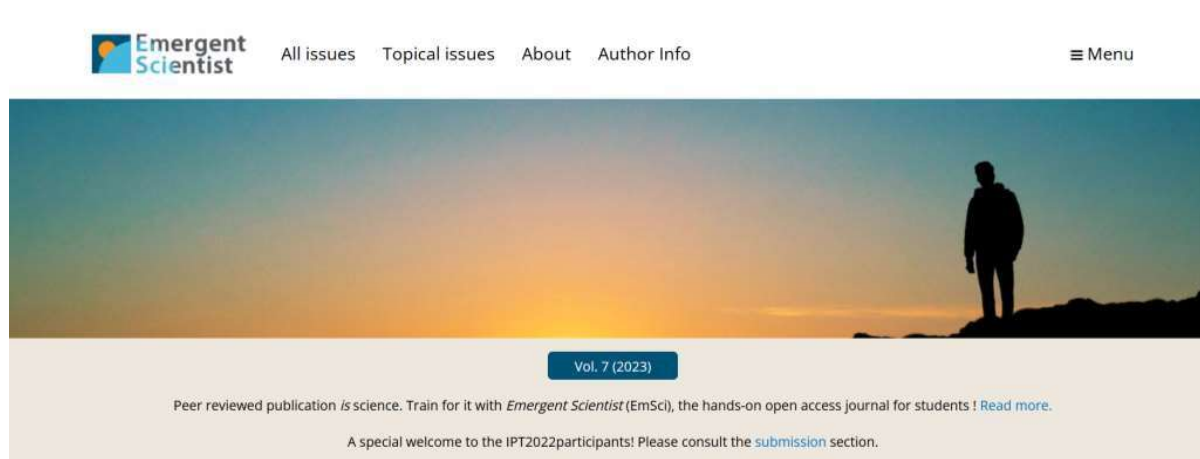 Emergent
Scientist
All issues Topical issues About Author Info
≡ Menu
Vol. 7 (2023)
Peer reviewed publication is science. Train for it with Emergent Scientist (EmSci), the hands-on open access journal for students ! Read more.
A special welcome to the IPT2022participants! Please consult the submission section.